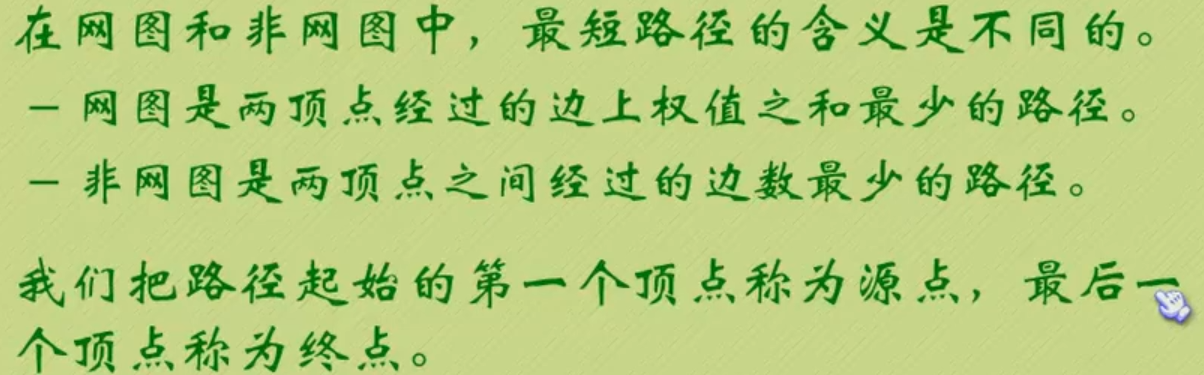 在网图和非网图中，最短路径的含义是不同的。
－网图是两顶点经过的边上权值之和最少的路径。
－非网图是两顶点之间经过的边数最少的路径。
我们把路径起始的第一个顶点称为源点，最后一
个顶点称为终点。